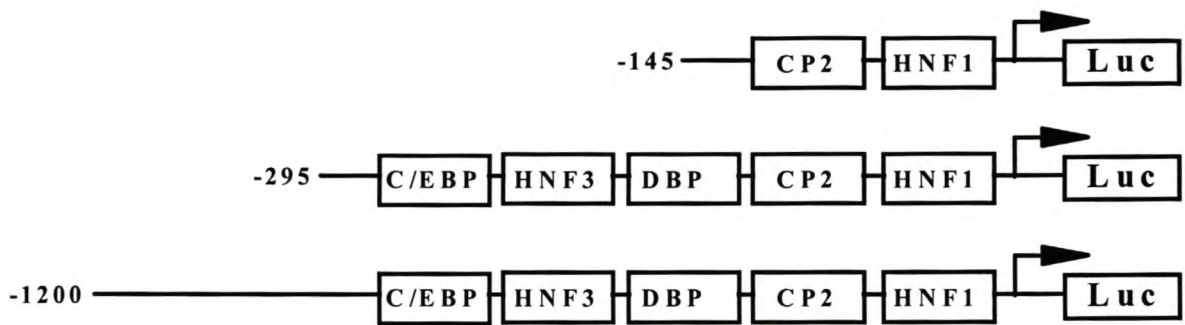 -145 CP2 HNF1 Luc
-295 C/EBP HNF3 DBP CP2 HNF1 Luc
-1200 C/EBP HNF3 DBP CP2 HNF1 Luc